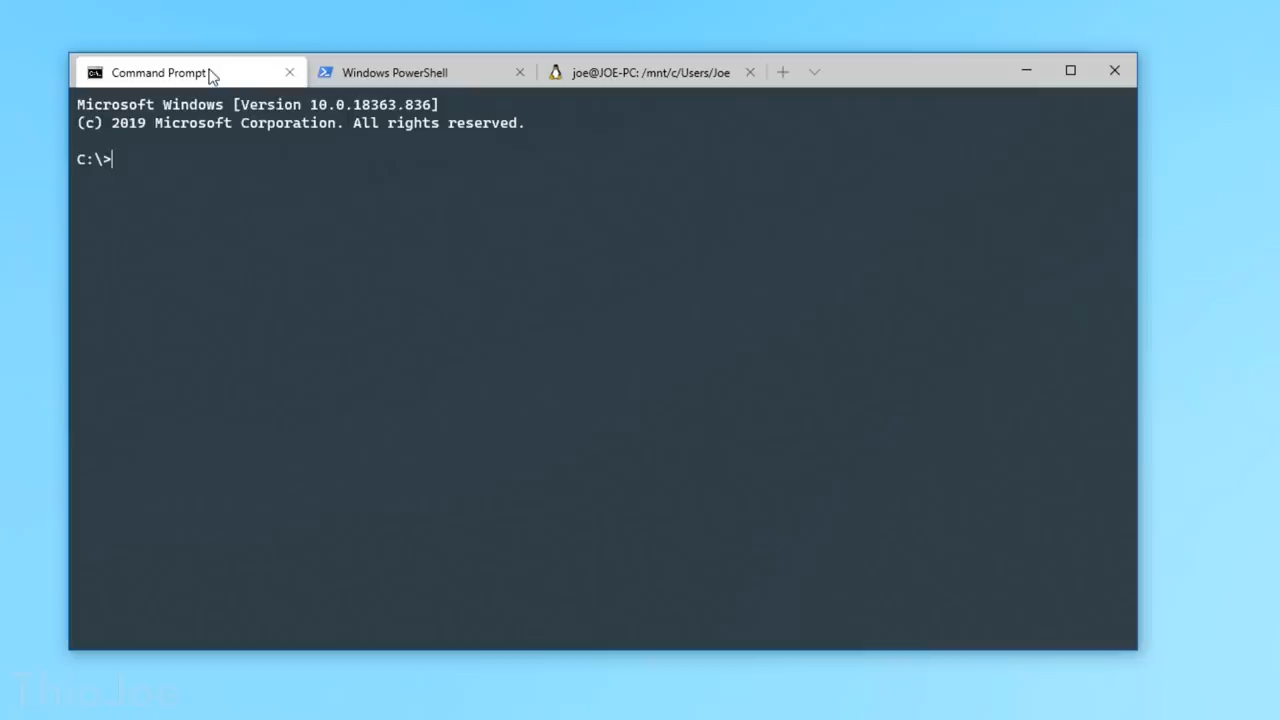 Command Prompt
Windows PowerShell
joe@JOE-PC: /mnt/c/Users/Joe
Microsoft Windows [Version 10.0.18363.836]
(c) 2019 Microsoft Corporation. All rights reserved.
C:\>
ThioJoe